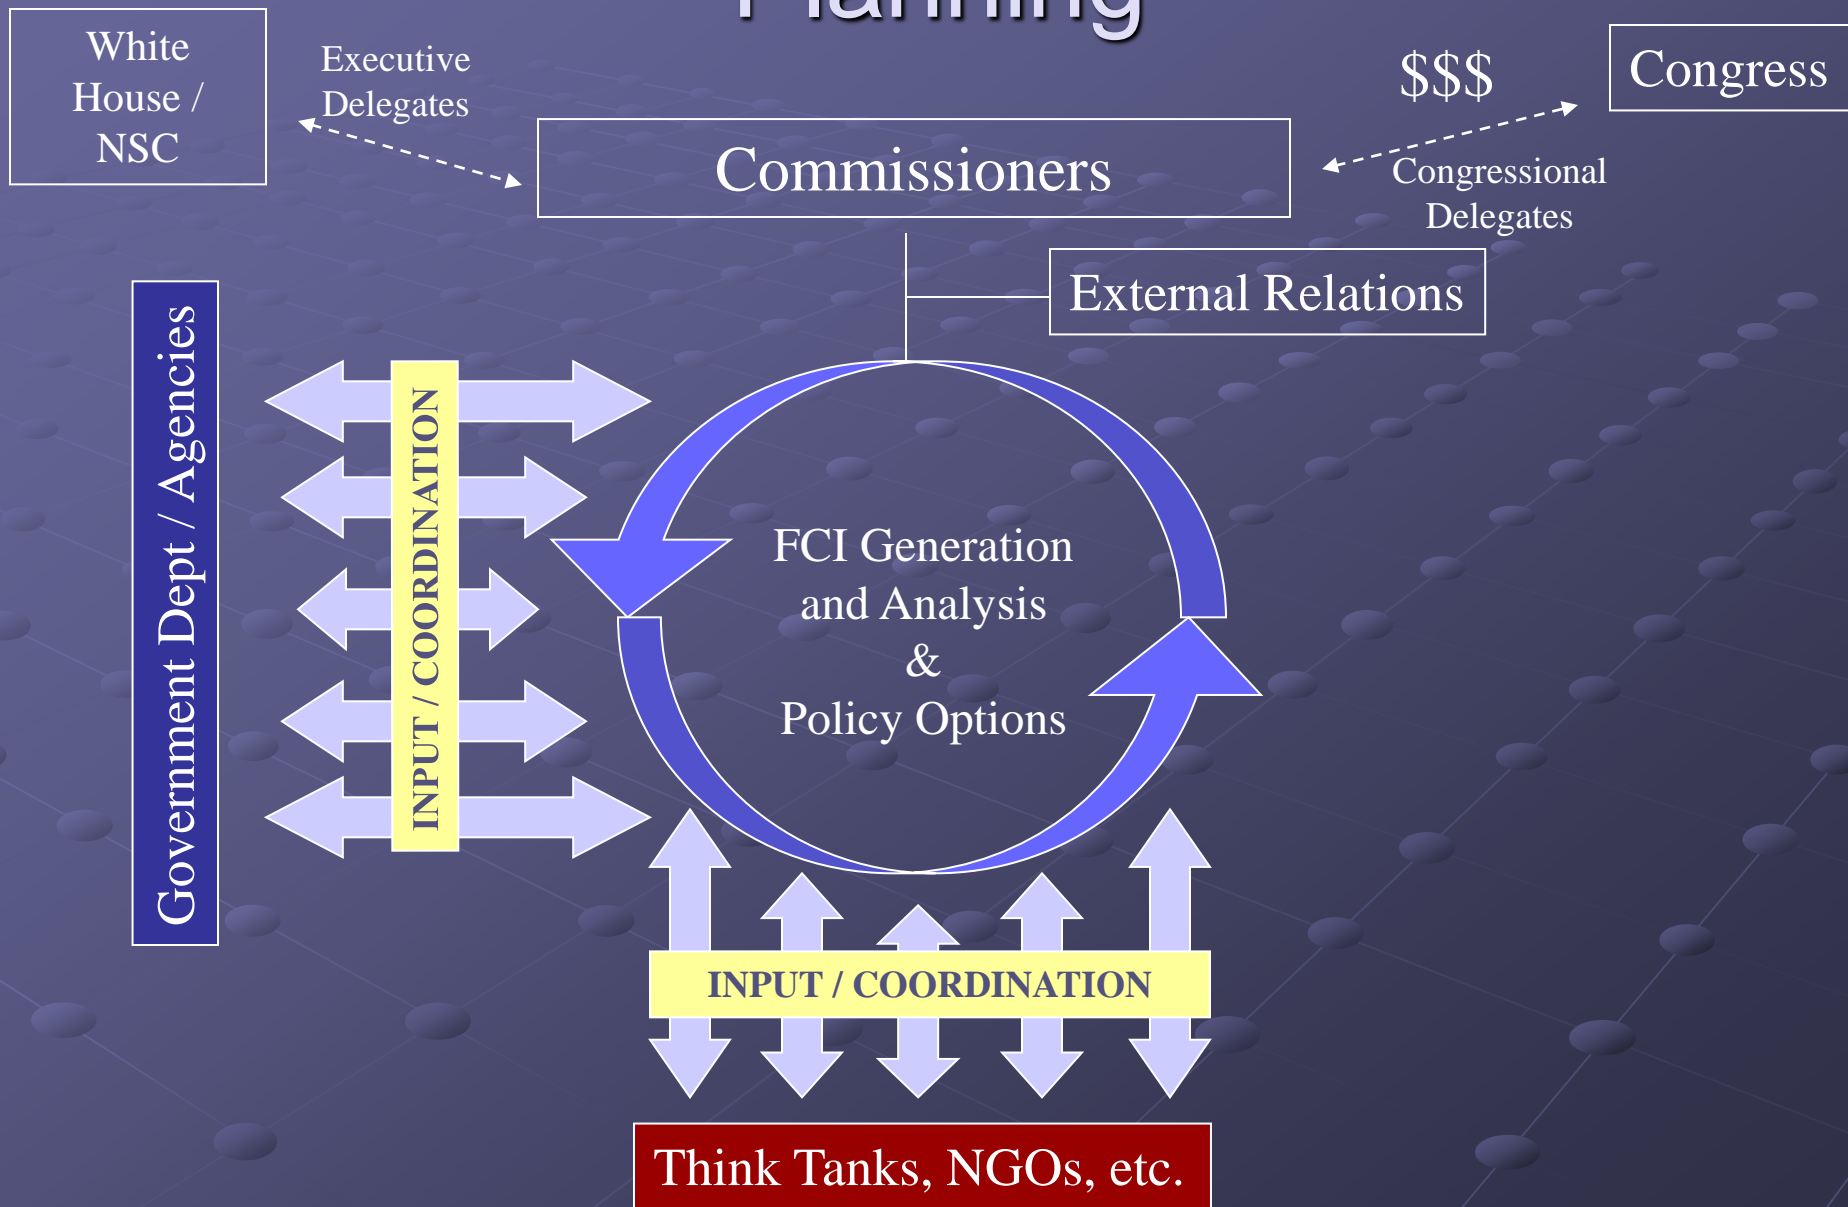 Planning
White
House /
NSC
Executive
Delegates
$$$
Congress
Commissioners
Congressional
Delegates
External Relations
Government Dept / Agencies
INPUT / COORDINATION
FCI Generation
and Analysis
&
Policy Options
INPUT / COORDINATION
Think Tanks, NGOs, etc.